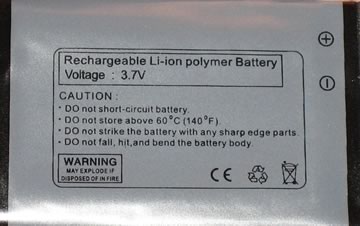 Rechargeable Li-ion polymer Battery
Voltage : 3.7V
CAUTION :
· DO not short-circuit battery.
· DO not store above 60°C (140°F).
· DO not strike the battery with any sharp edge parts.
· DO not fall, hit,and bend the battery body.
WARNING
MAY EXPLODE IF
DISPOSED OF IN FIRE
CE